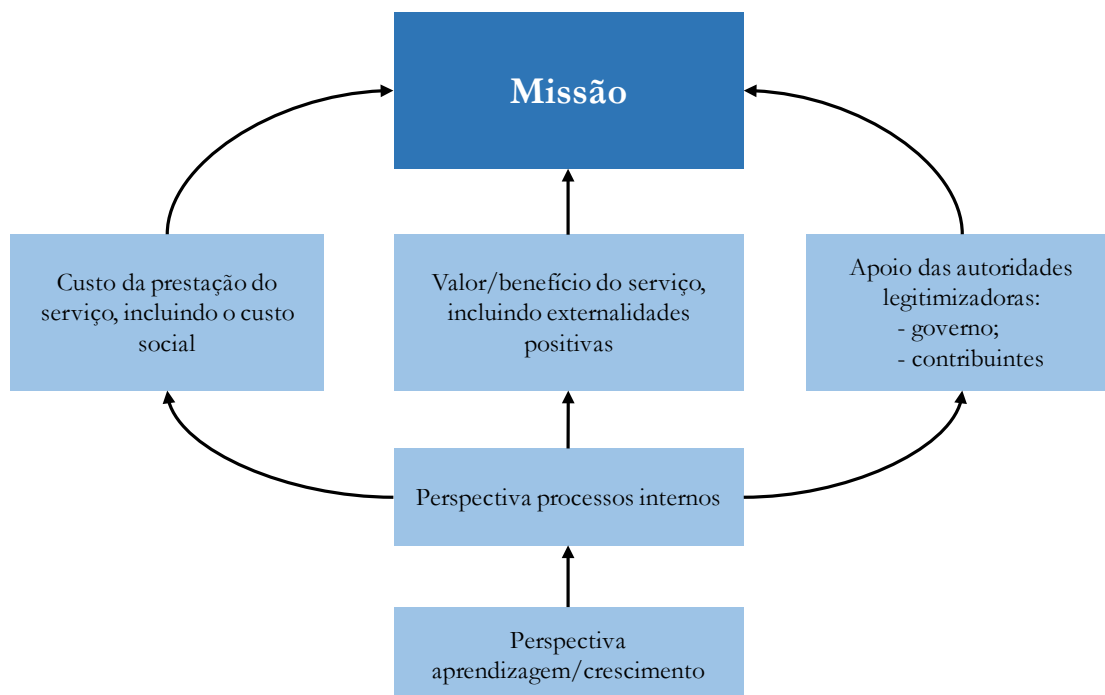 Missão
Custo da prestação do
serviço, incluindo o custo
social
Valor/benefício do serviço,
incluindo externalidades
positivas
Apoio das autoridades
legitimizadoras:
- governo;
- contribuintes
Perspectiva processos internos
Perspectiva
aprendizagem/crescimento